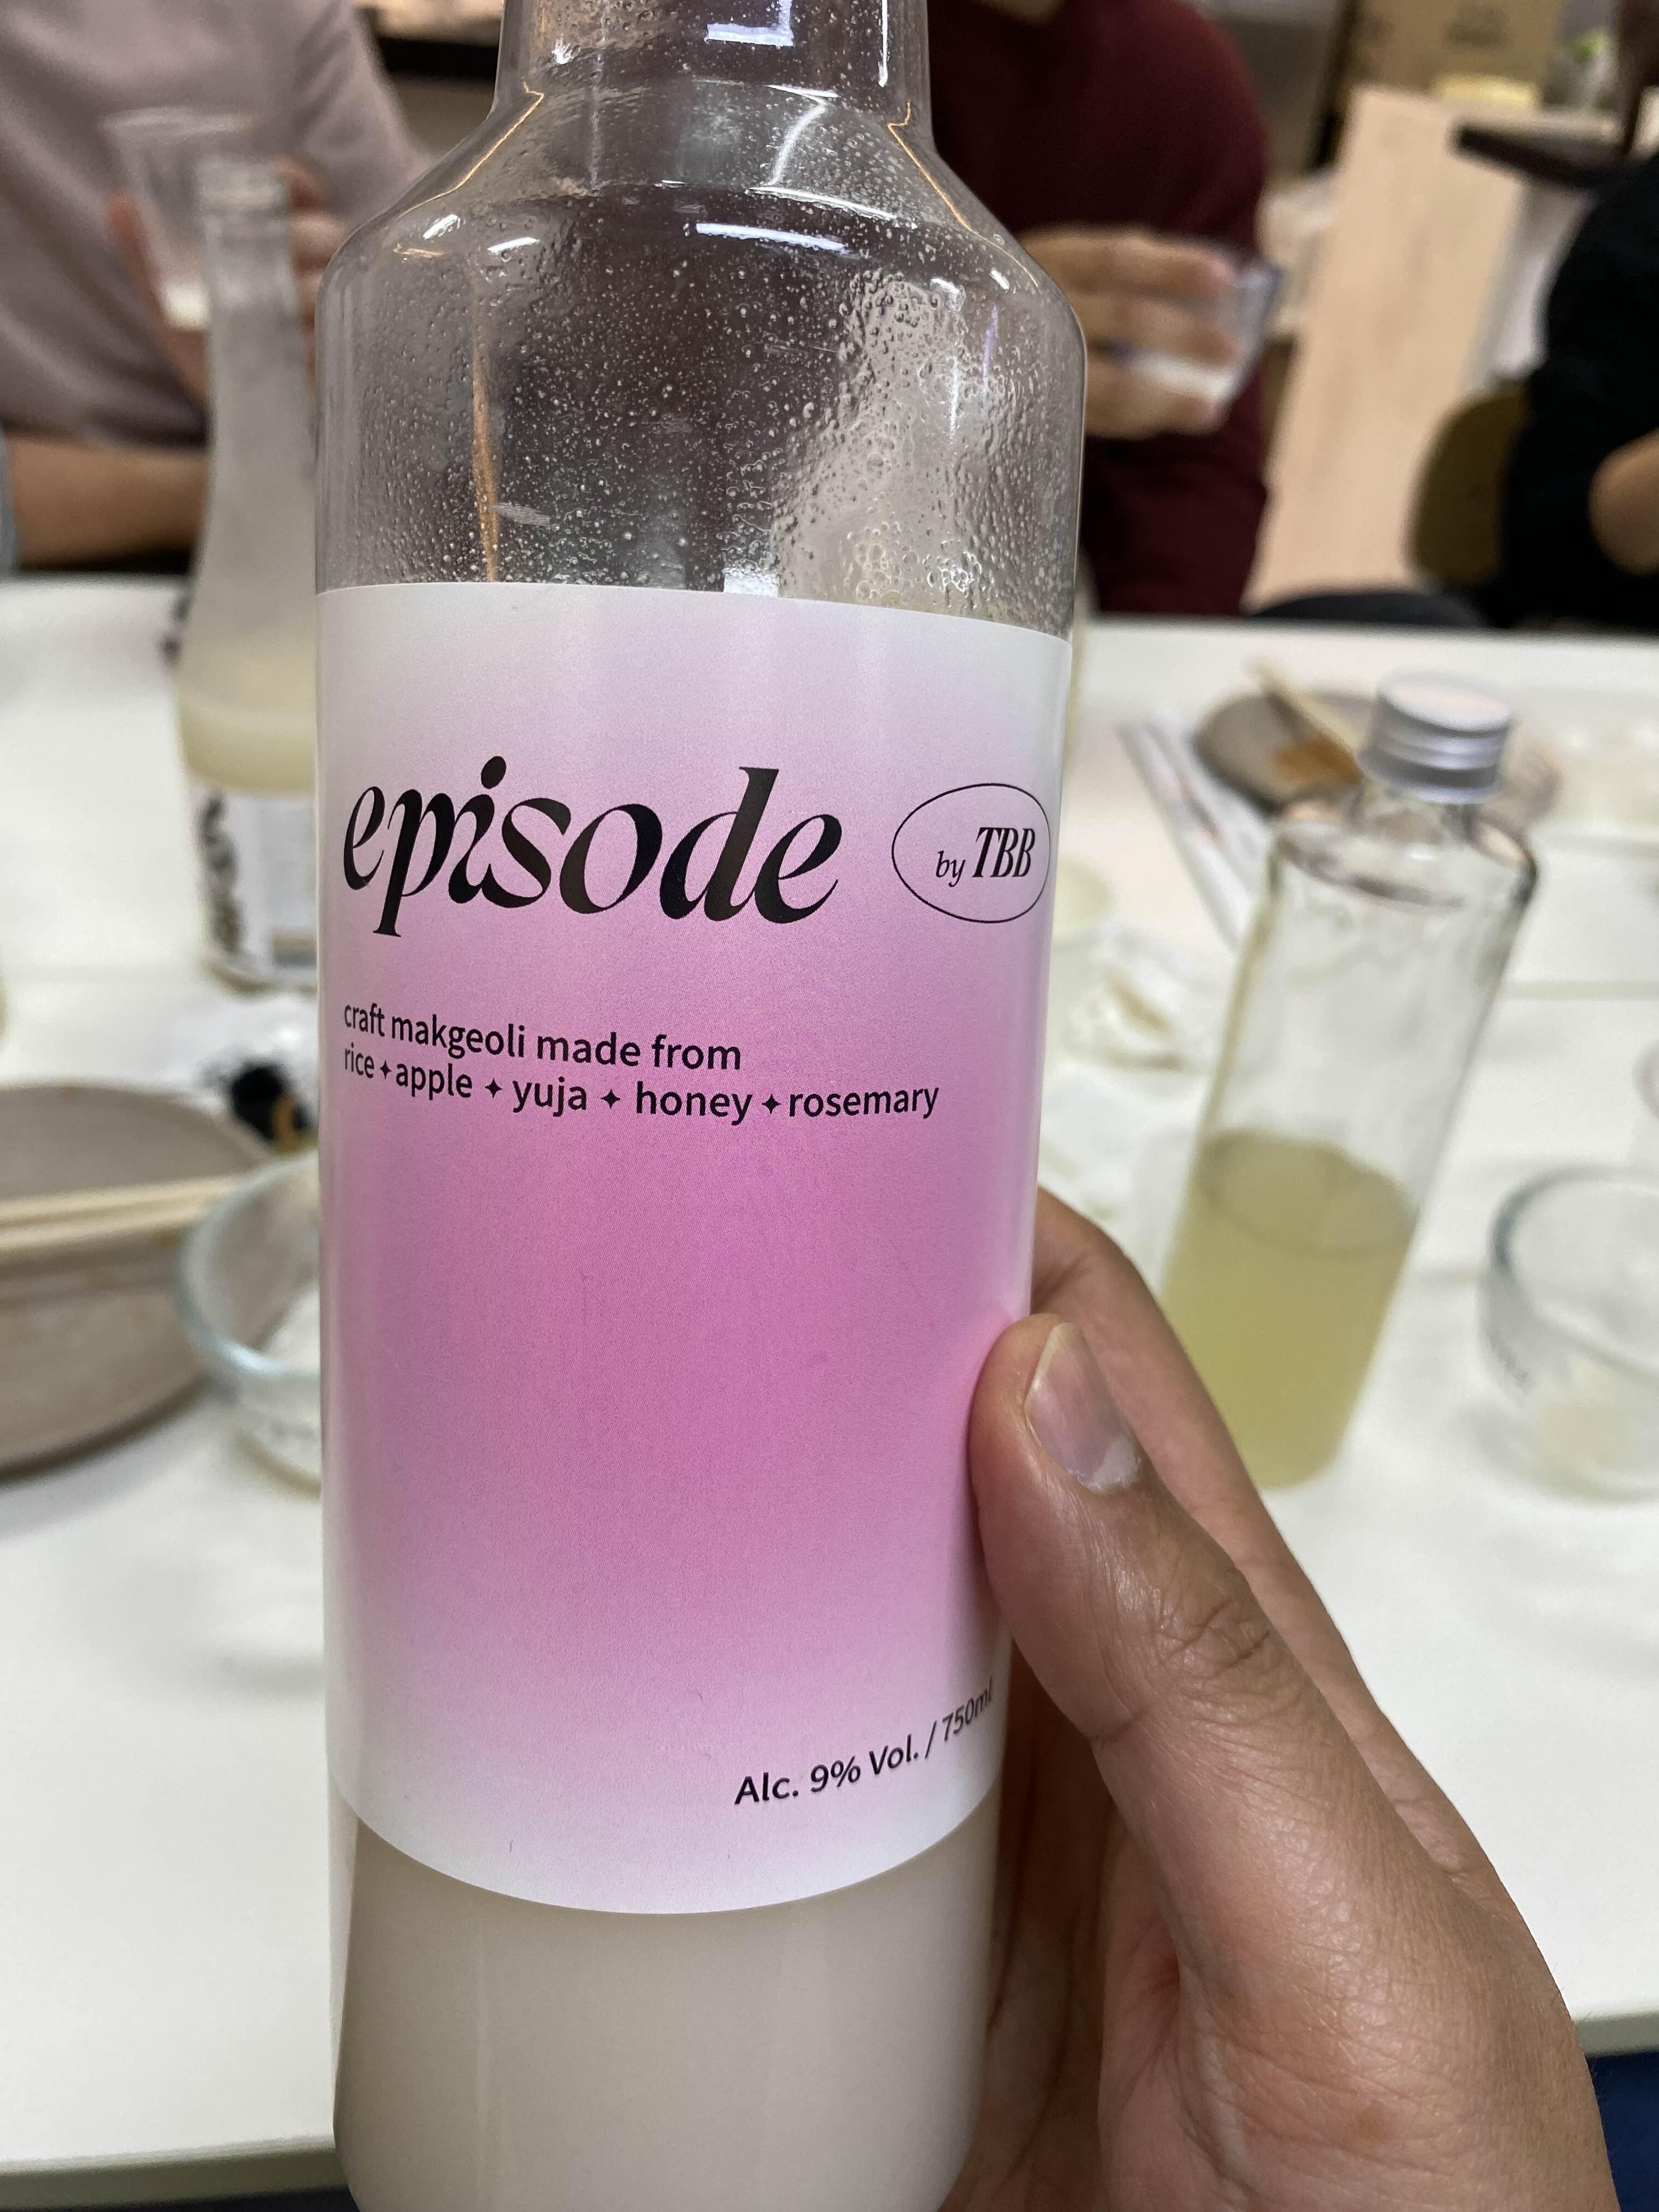 episode
by TBB
craft makgeoli made from
rice✦apple ✦ yuja ✦ honey✦rosemary
Alc. 9% Vol. / 750ml